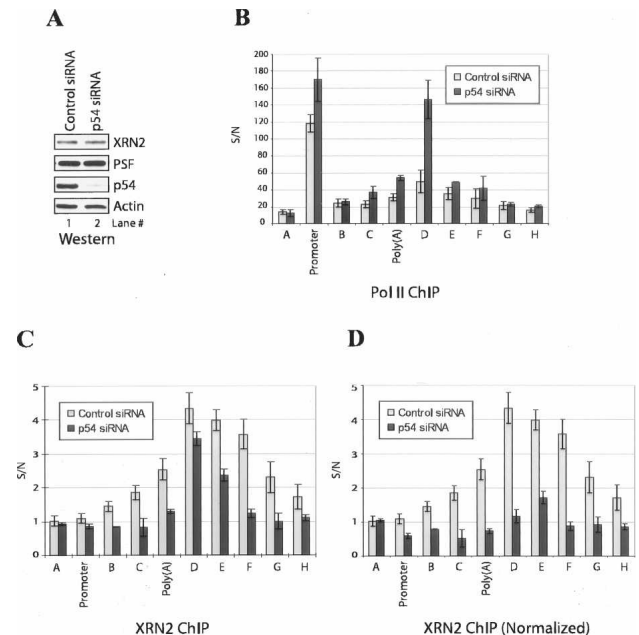 A
Control siRNA
p54 siRNA
XRN2
PSF
p54
Actin
1 2 Lane #
Western
B
200
180
160
140
120
100
80
60
40
20
0
S/N
Control siRNA
p54 siRNA
A Promoter B C Poly(A) D E F G H
Pol II ChIP
C
5
4
3
2
1
0
S/N
Control siRNA
p54 siRNA
A Promoter B C Poly(A) D E F G H
XRN2 ChIP
D
5
4
3
2
1
0
S/N
Control siRNA
p54 siRNA
A Promoter B C Poly(A) D E F G H
XRN2 ChIP (Normalized)